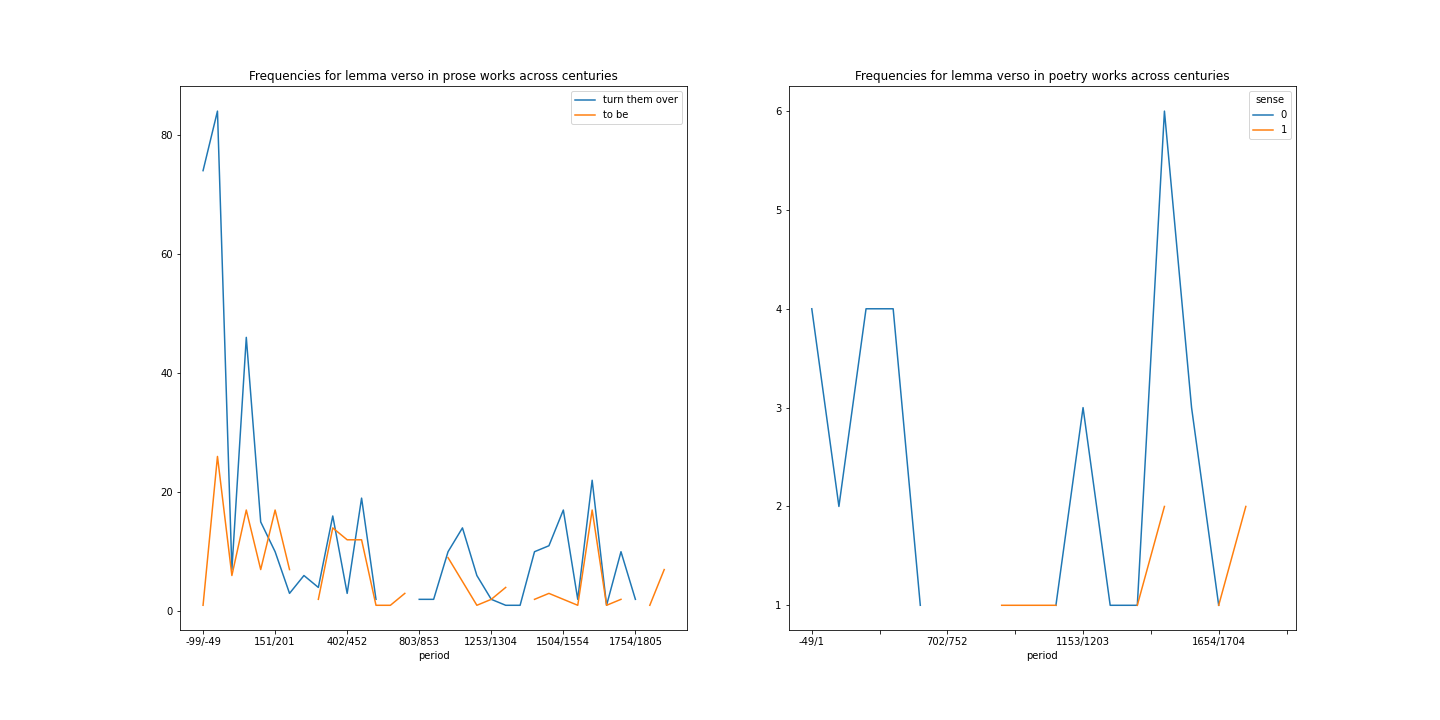 Frequencies for lemma verso in prose works across centuries
turn them over
to be
80
60
40
20
0
-99/-49 151/201 402/452 803/853 1253/1304 1504/1554 1754/1805
period
Frequencies for lemma verso in poetry works across centuries
sense
0
1
6
5
4
3
2
1
-49/1 702/752 1153/1203 1654/1704
period